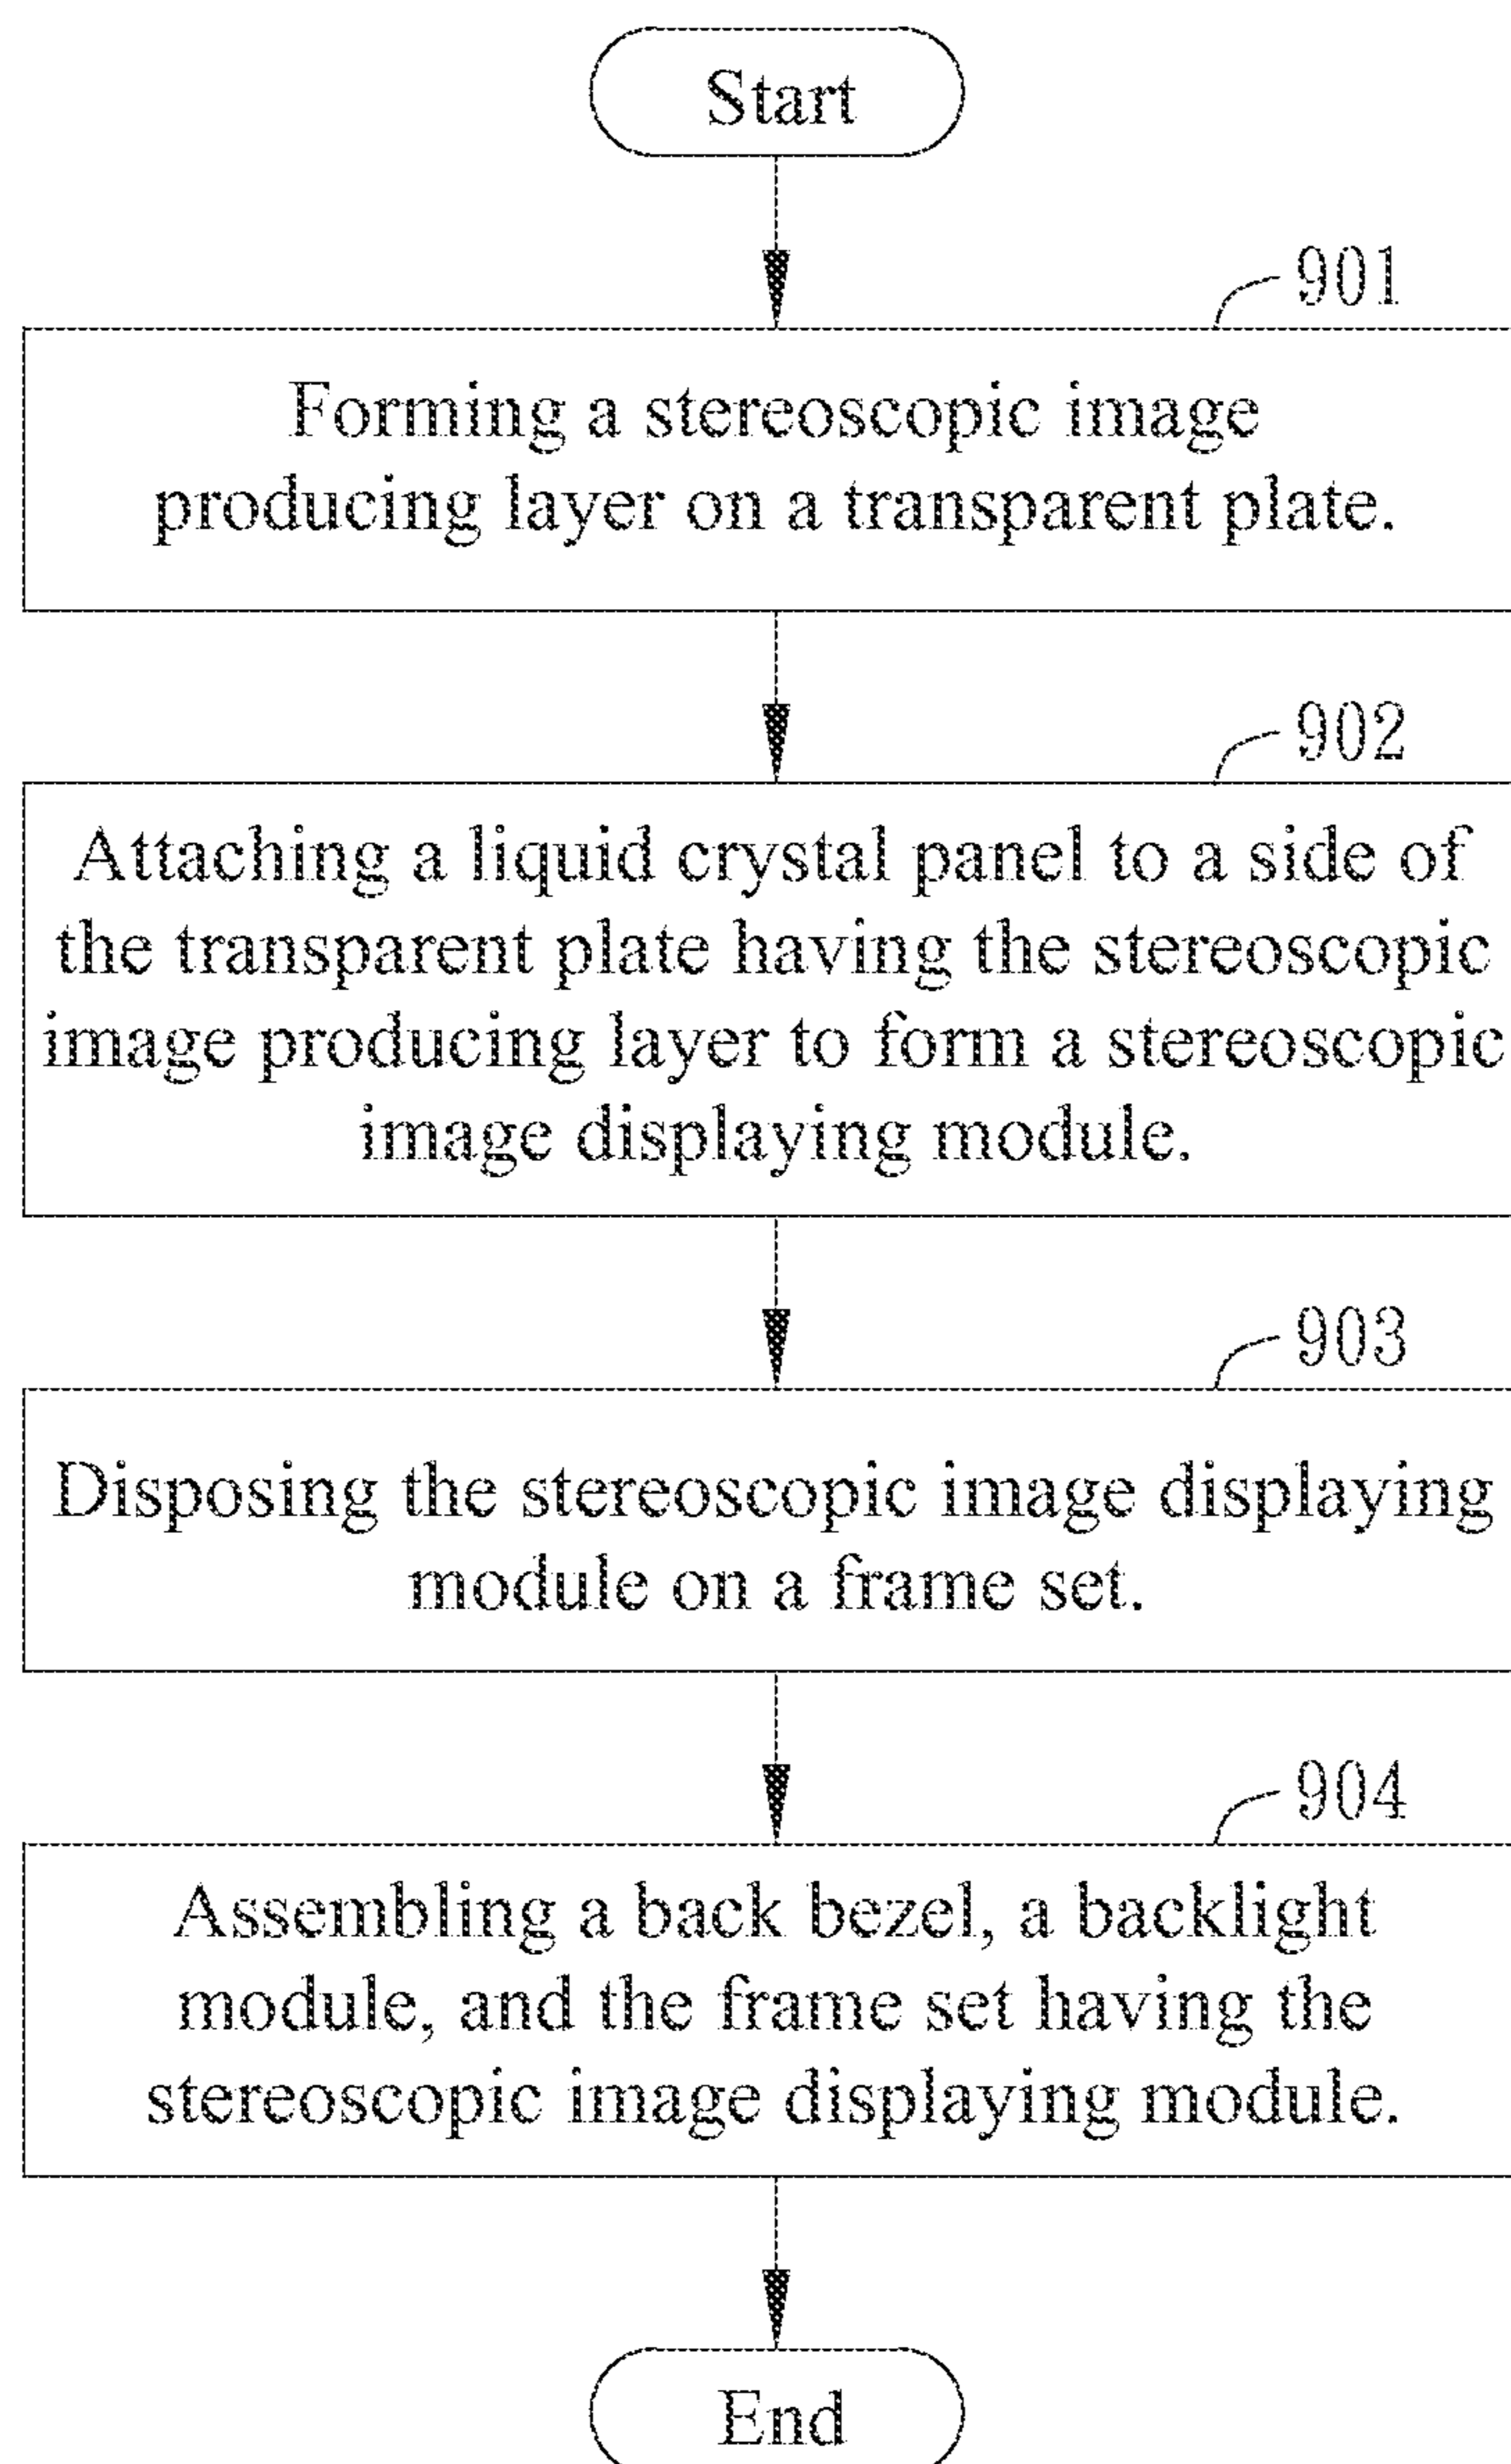 Start
901
Forming a stereoscopic image
producing layer on a transparent plate.
902
Attaching a liquid crystal panel to a side of
the transparent plate having the stereoscopic
image producing layer to form a stereoscopic
image displaying module.
903
Disposing the stereoscopic image displaying
module on a frame set.
904
Assembling a back bezel, a backlight
module, and the frame set having the
stereoscopic image displaying module.
End